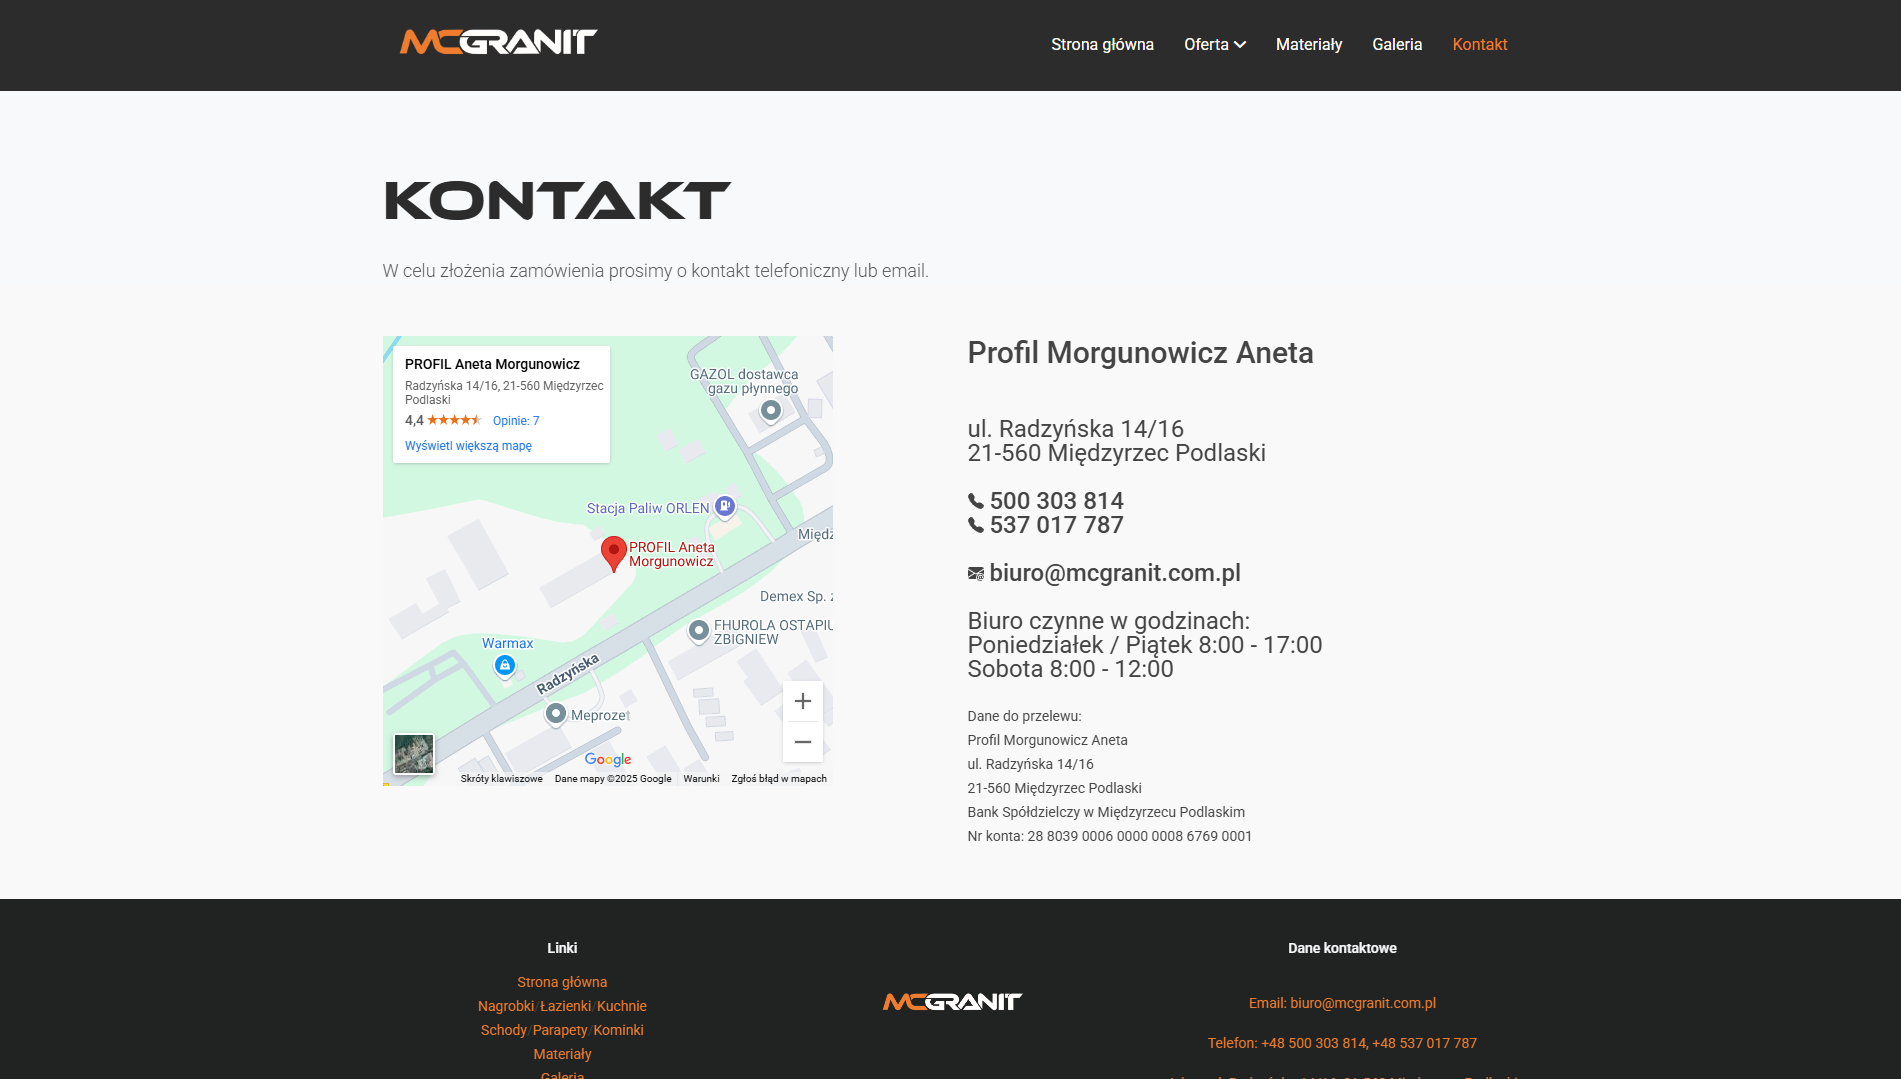 MCGRANIT
Strona główna
Oferta
Materiały
Galeria
Kontakt
KONTAKT
W celu złożenia zamówienia prosimy o kontakt telefoniczny lub email.
PROFIL Aneta Morgunowicz
Radzyńska 14/16, 21-560 Międzyrzec
Podlaski
4,4
Opinie: 7
Wyświetl większą mapę
GAZOL dostawca
gazu płynnego
Stacja Paliw ORLEN
Międz
PROFIL Aneta
Morgunowicz
Demex Sp. z
FHUROLA OSTAPIU
ZBIGNIEW
Warmax
Radzyńska
Meprozet
Google
Skróty klawiszowe
Dane mapy ©2025 Google
Warunki
Zgłoś błąd w mapach
Profil Morgunowicz Aneta
ul. Radzyńska 14/16
21-560 Międzyrzec Podlaski
500 303 814
537 017 787
biuro@mcgranit.com.pl
Biuro czynne w godzinach:
Poniedziałek / Piątek 8:00 - 17:00
Sobota 8:00 - 12:00
Dane do przelewu:
Profil Morgunowicz Aneta
ul. Radzyńska 14/16
21-560 Międzyrzec Podlaski
Bank Spółdzielczy w Międzyrzecu Podlaskim
Nr konta: 28 8039 0006 0000 0008 6769 0001
Linki
Strona główna
Nagrobki/Łazienki/Kuchnie
Schody/Parapety/Kominki
Materiały
Galeria
MCGRANIT
Dane kontaktowe
Email: biuro@mcgranit.com.pl
Telefon: +48 500 303 814, +48 537 017 787